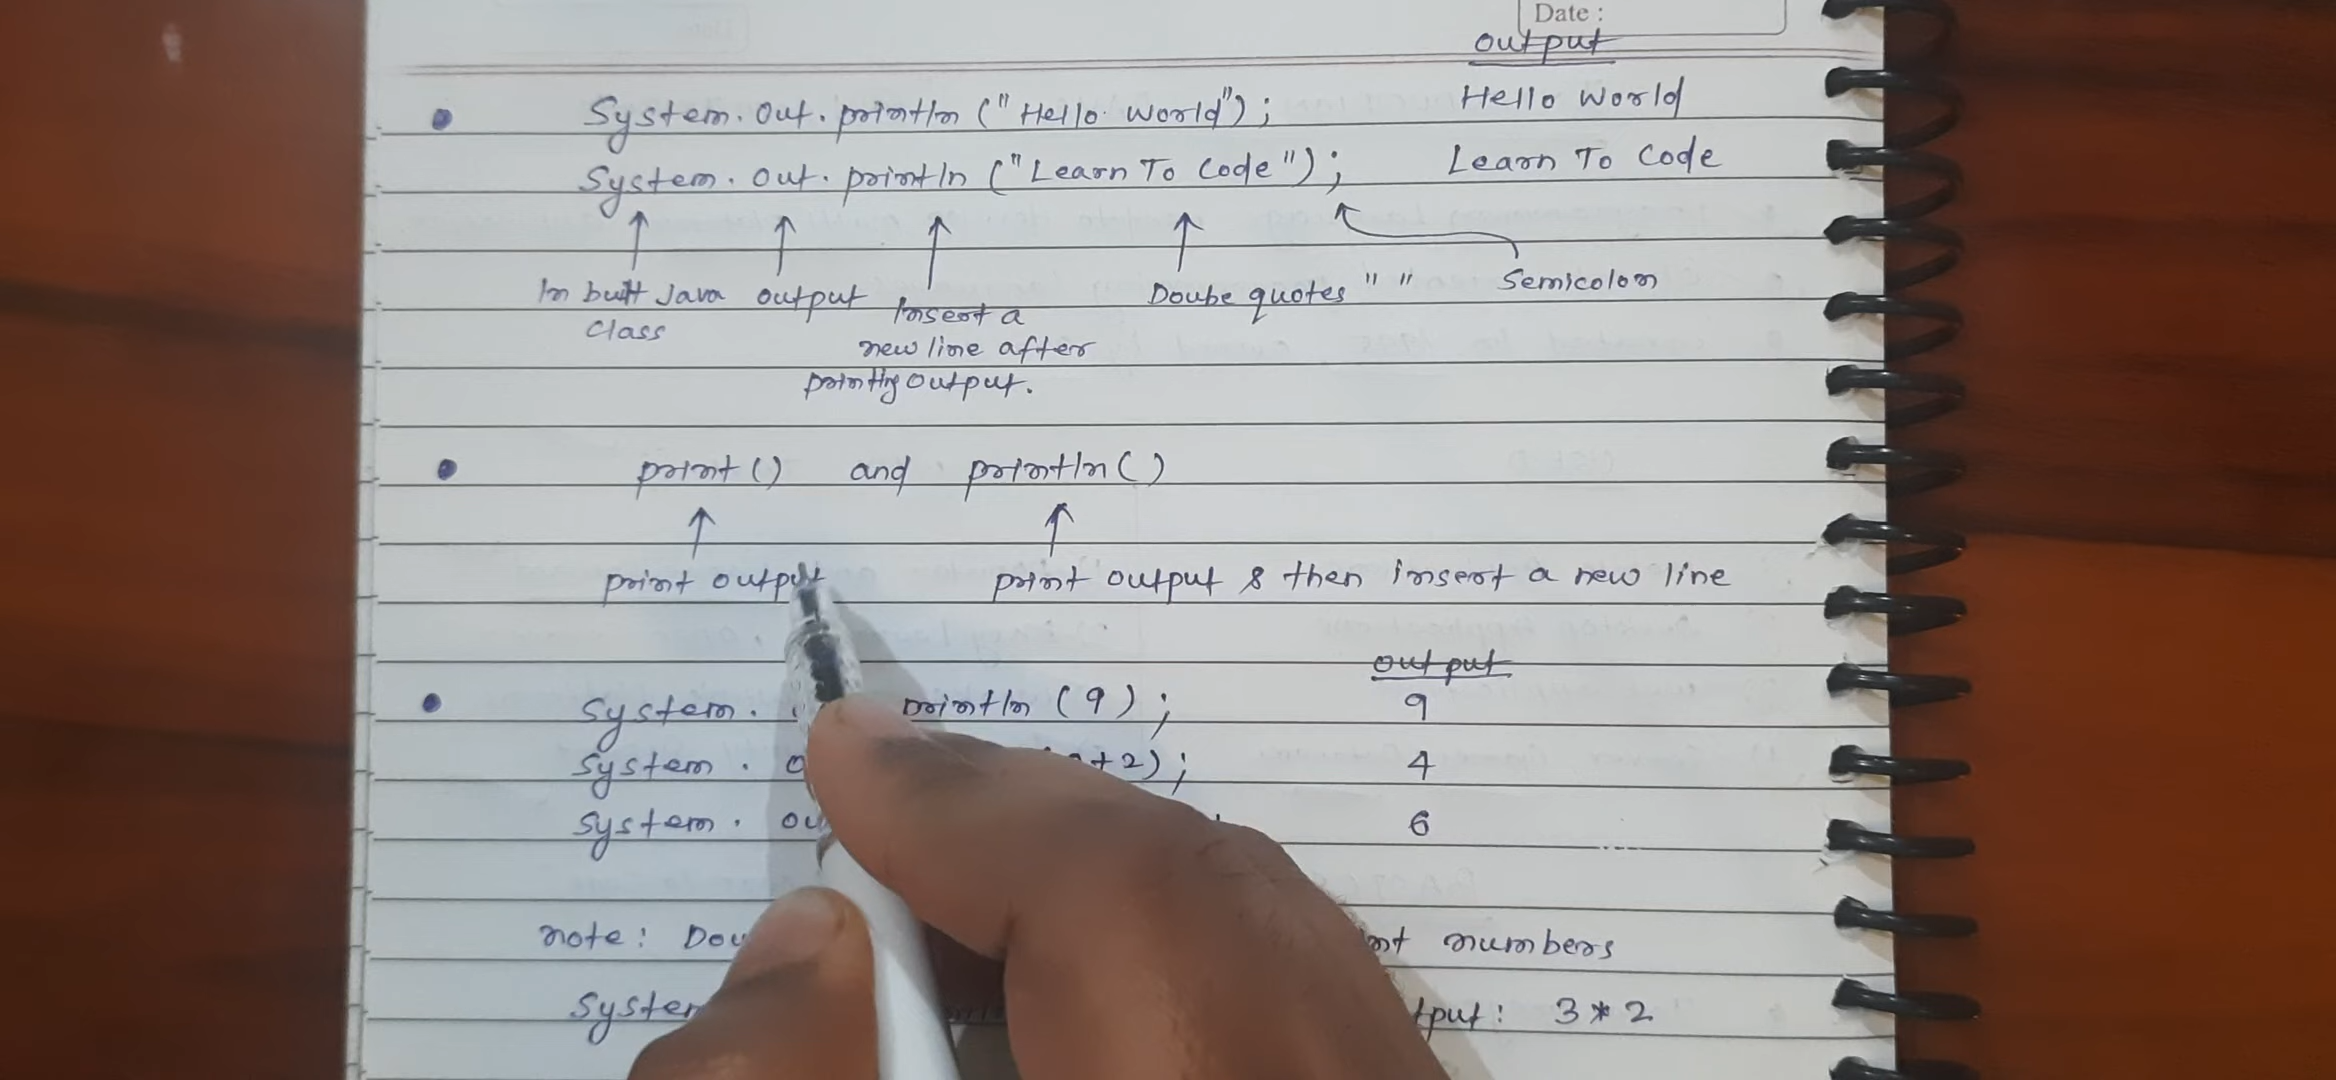 Date :
output
System. Out. println ("Hello World"); Hello World
System. out. println ("Learn To Code"); Learn To Code
In built Java class output Insert a new line after printing output. Doube quotes " " Semicolon
print () and println ()
print output print output & then insert a new line
output
System. println (9); 9
System. +2); 4
System. 6
note: numbers
3 * 2